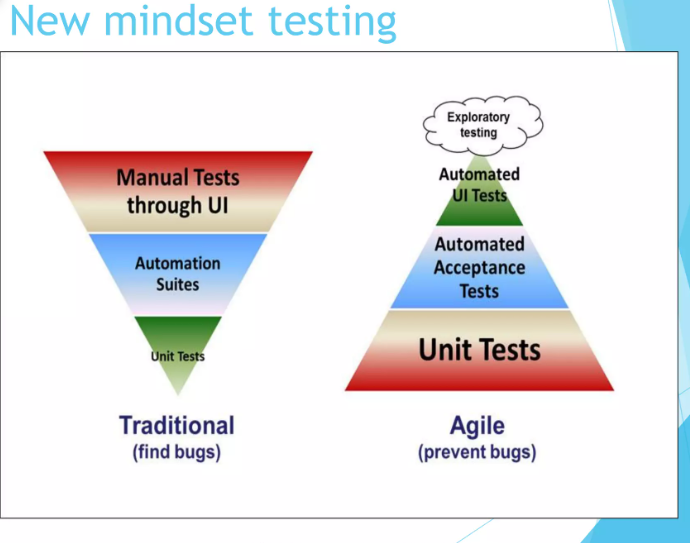 New mindset testing
Manual Tests
through UI
Automation
Suites
Unit Tests
Traditional
(find bugs)
Exploratory
testing
Automated
UI Tests
Automated
Acceptance
Tests
Unit Tests
Agile
(prevent bugs)